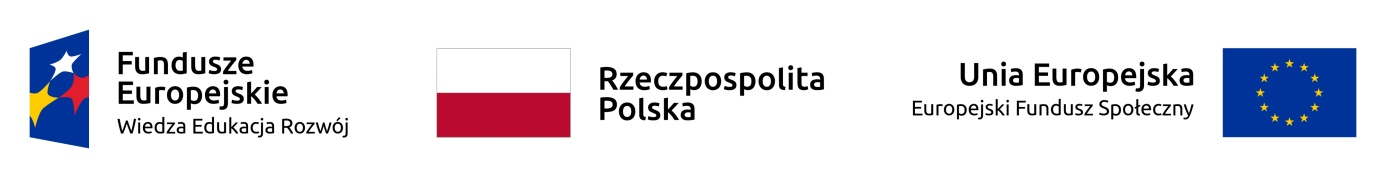 Fundusze
Europejskie
Wiedza Edukacja Rozwój
Rzeczpospolita
Polska
Unia Europejska
Europejski Fundusz Społeczny